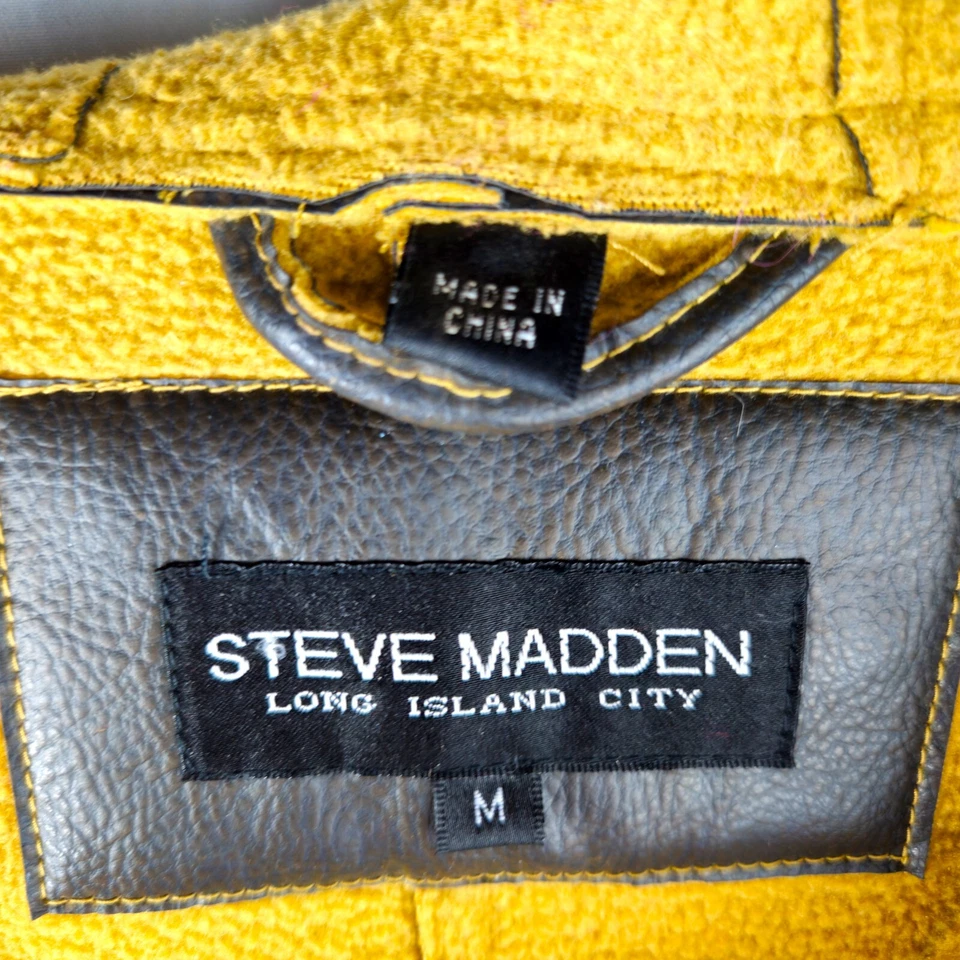 MADE IN
CHINA
STEVE MADDEN
LONG ISLAND CITY
M